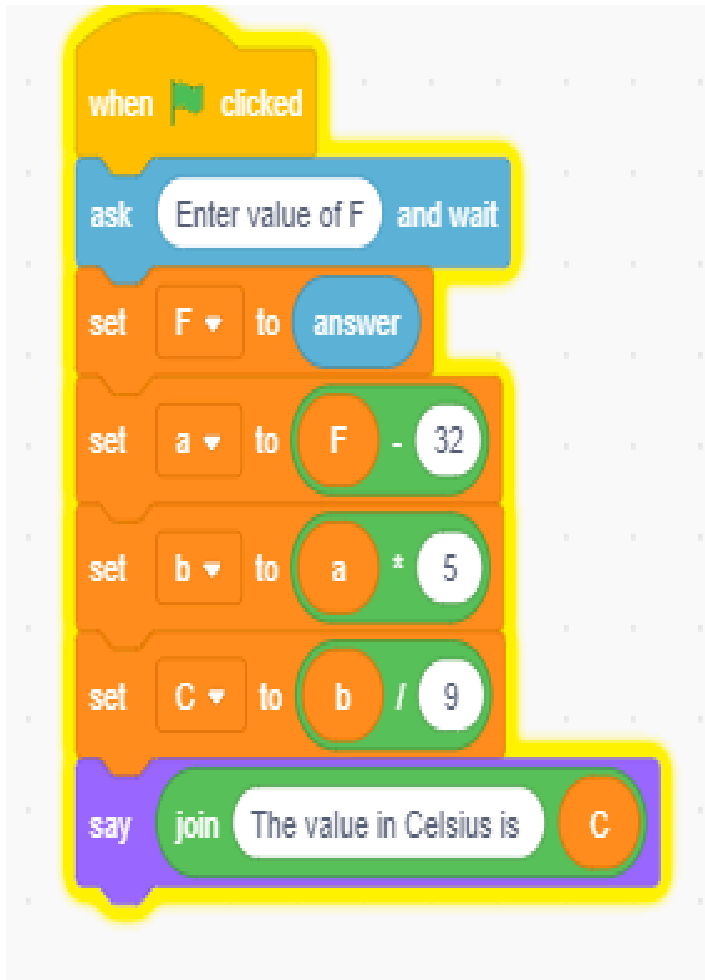 when clicked
ask Enter value of F and wait
set F to answer
set a to F - 32
set b to a * 5
set C to b / 9
say join The value in Celsius is C